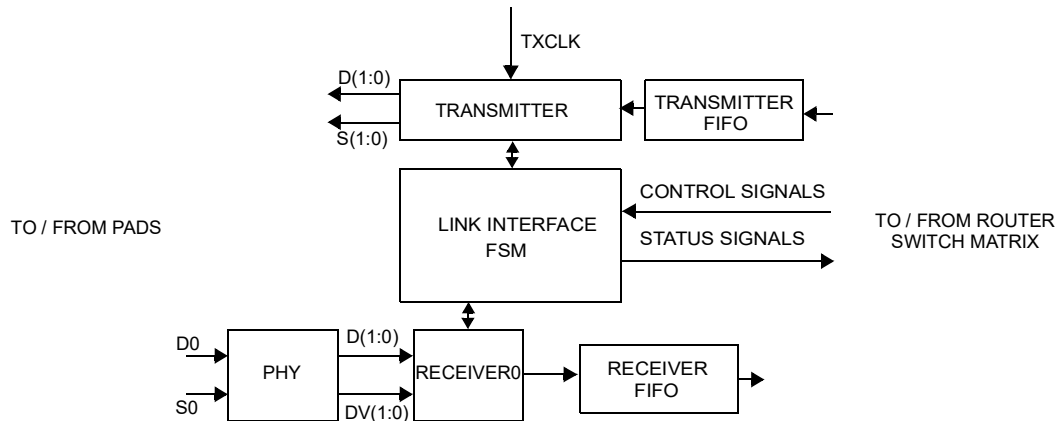 TXCLK
D(1:0)
TRANSMITTER
TRANSMITTER
FIFO
S(1:0)
CONTROL SIGNALS
TO / FROM PADS
LINK INTERFACE
FSM
TO / FROM ROUTER
SWITCH MATRIX
STATUS SIGNALS
D0
D(1:0)
PHY
RECEIVER0
RECEIVER
FIFO
S0
DV(1:0)